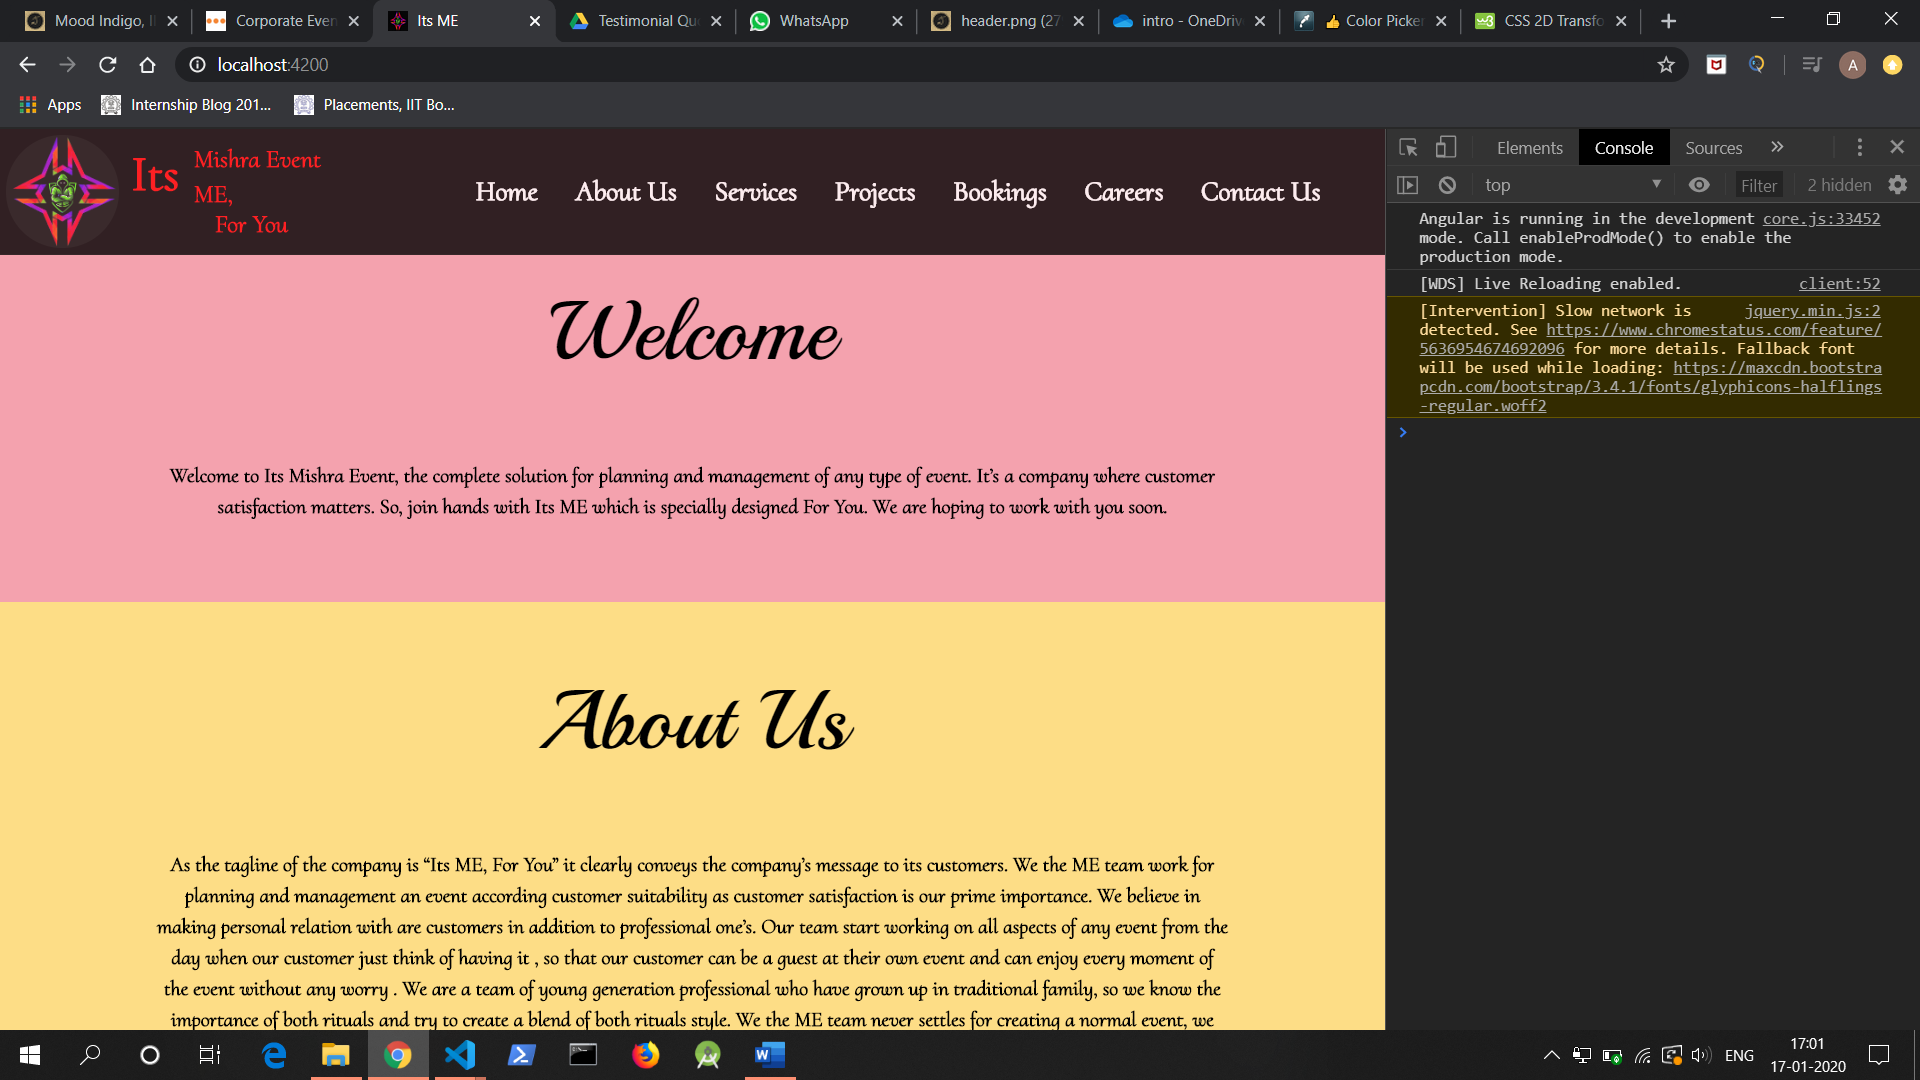 Mood Indigo, I
Corporate Even
Its ME
Testimonial Qu
WhatsApp
header.png (27
intro - OneDriv
👍 Color Picker
CSS 2D Transfo
localhost:4200
A
Apps
Internship Blog 201...
Placements, IIT Bo...
Its
Mishra Event
ME,
For You
Home
About Us
Services
Projects
Bookings
Careers
Contact Us
Welcome
Welcome to Its Mishra Event, the complete solution for planning and management of any type of event. It’s a company where customer
satisfaction matters. So, join hands with Its ME which is specially designed For You. We are hoping to work with you soon.
About Us
As the tagline of the company is “Its ME, For You” it clearly conveys the company’s message to its customers. We the ME team work for
planning and management an event according customer suitability as customer satisfaction is our prime importance. We believe in
making personal relation with are customers in addition to professional one’s. Our team start working on all aspects of any event from the
day when our customer just think of having it , so that our customer can be a guest at their own event and can enjoy every moment of
the event without any worry . We are a team of young generation professional who have grown up in traditional family, so we know the
importance of both rituals and try to create a blend of both rituals style. We the ME team never settles for creating a normal event, we
Elements
Console
Sources
top
Filter
2 hidden
Angular is running in the development core.js:33452
mode. Call enableProdMode() to enable the
production mode.
[WDS] Live Reloading enabled. client:52
[Intervention] Slow network is jquery.min.js:2
detected. See https://www.chromestatus.com/feature/
5636954674692096 for more details. Fallback font
will be used while loading: https://maxcdn.bootstra
pcdn.com/bootstrap/3.4.1/fonts/glyphicons-halflings
-regular.woff2
ENG
17:01
17-01-2020